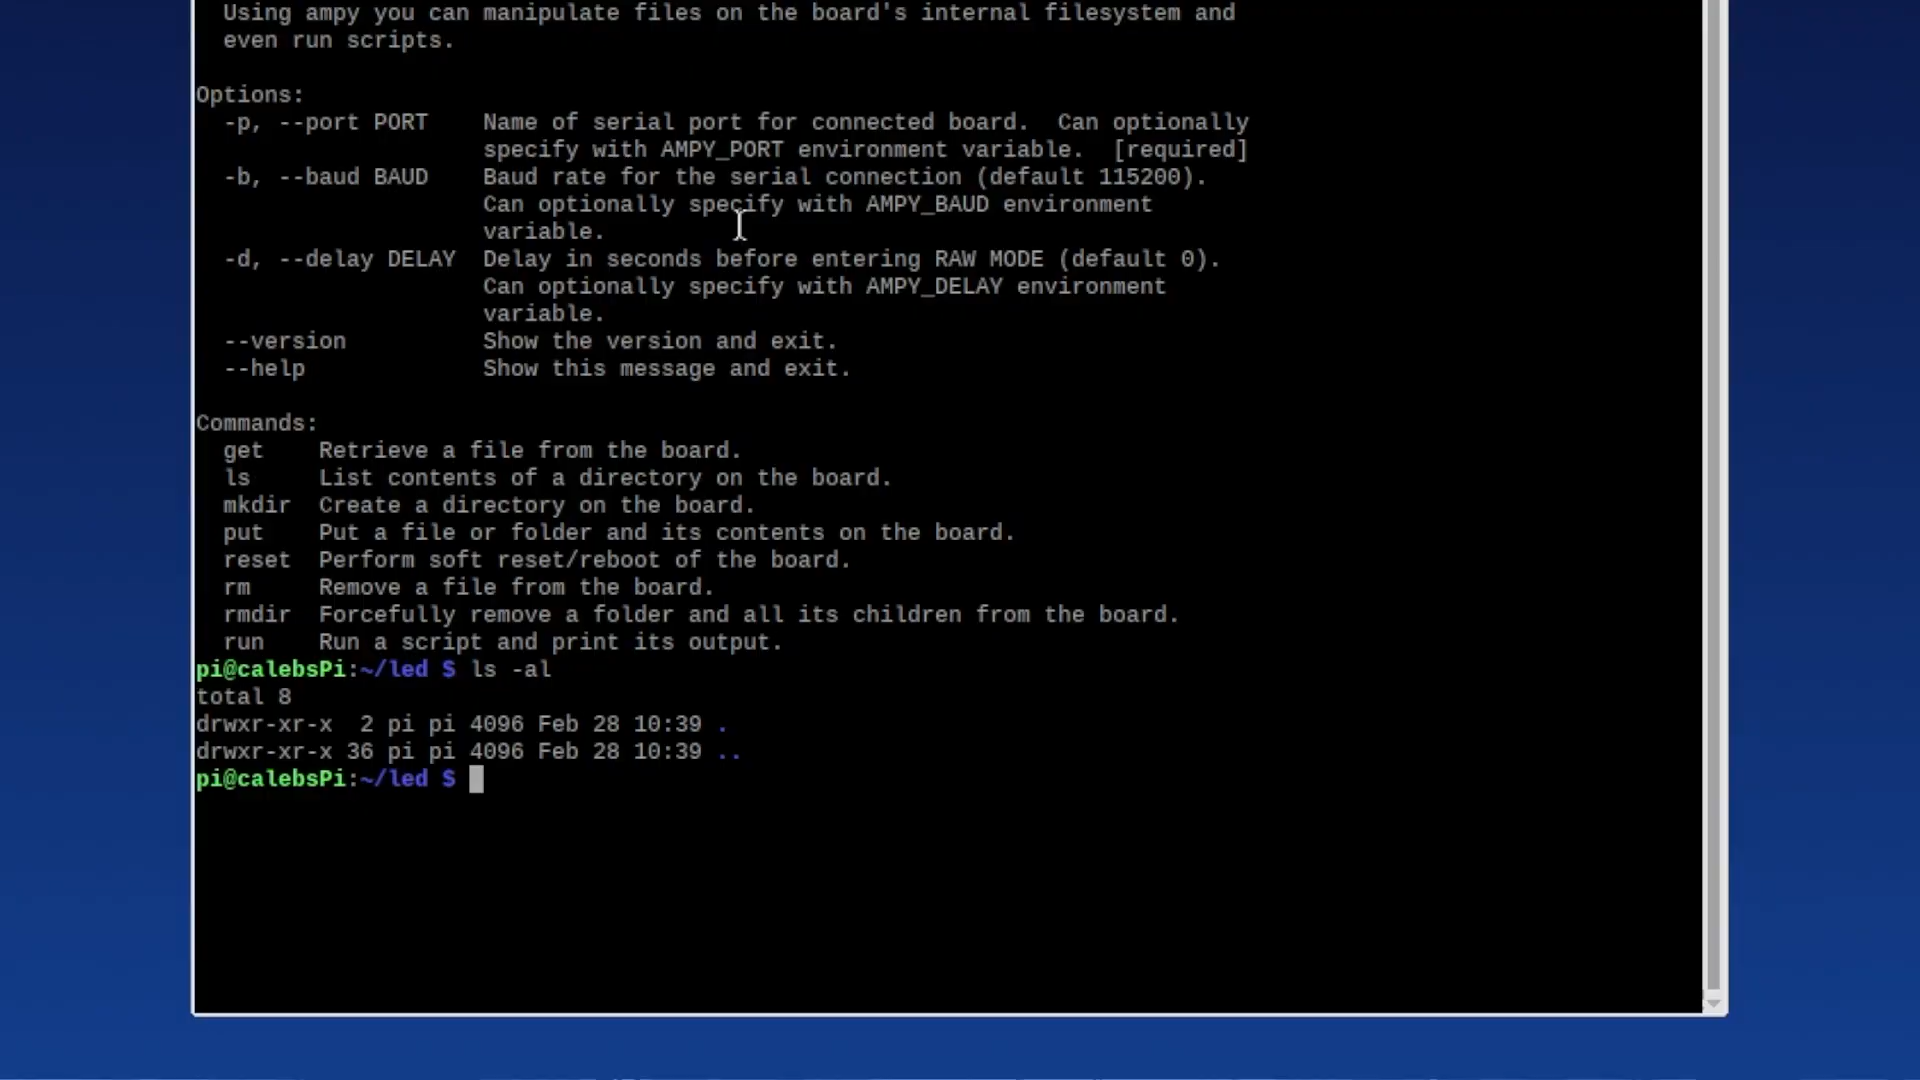 Using ampy you can manipulate files on the board's internal filesystem and
even run scripts.
Options:
-p, --port PORT    Name of serial port for connected board.  Can optionally
specify with AMPY_PORT environment variable.  [required]
-b, --baud BAUD    Baud rate for the serial connection (default 115200).
Can optionally specify with AMPY_BAUD environment
variable.
-d, --delay DELAY  Delay in seconds before entering RAW MODE (default 0).
Can optionally specify with AMPY_DELAY environment
variable.
--version          Show the version and exit.
--help             Show this message and exit.
Commands:
get    Retrieve a file from the board.
ls     List contents of a directory on the board.
mkdir  Create a directory on the board.
put    Put a file or folder and its contents on the board.
reset  Perform soft reset/reboot of the board.
rm     Remove a file from the board.
rmdir  Forcefully remove a folder and all its children from the board.
run    Run a script and print its output.
pi@calebsPi:~/led $ ls -al
total 8
drwxr-xr-x  2 pi pi 4096 Feb 28 10:39 .
drwxr-xr-x 36 pi pi 4096 Feb 28 10:39 ..
pi@calebsPi:~/led $